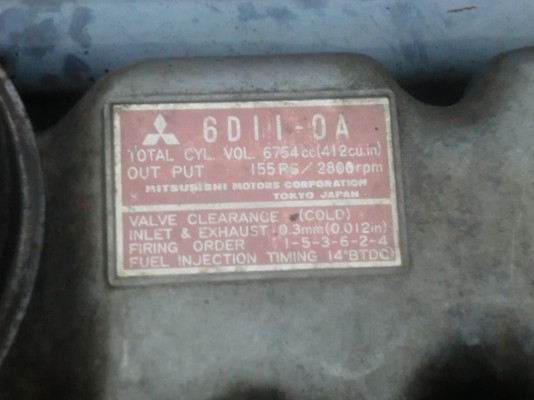 6D11-0A
TOTAL CYL. VOL. 6754cc(412cu.in)
OUT PUT 155PS/2800rpm
MITSUBISHI MOTORS CORPORATION
TOKYO JAPAN
VALVE CLEARANCE (COLD)
INLET & EXHAUST 0.3mm(0.012in)
FIRING ORDER 1-5-3-6-2-4
FUEL INJECTION TIMING 14°BTDC